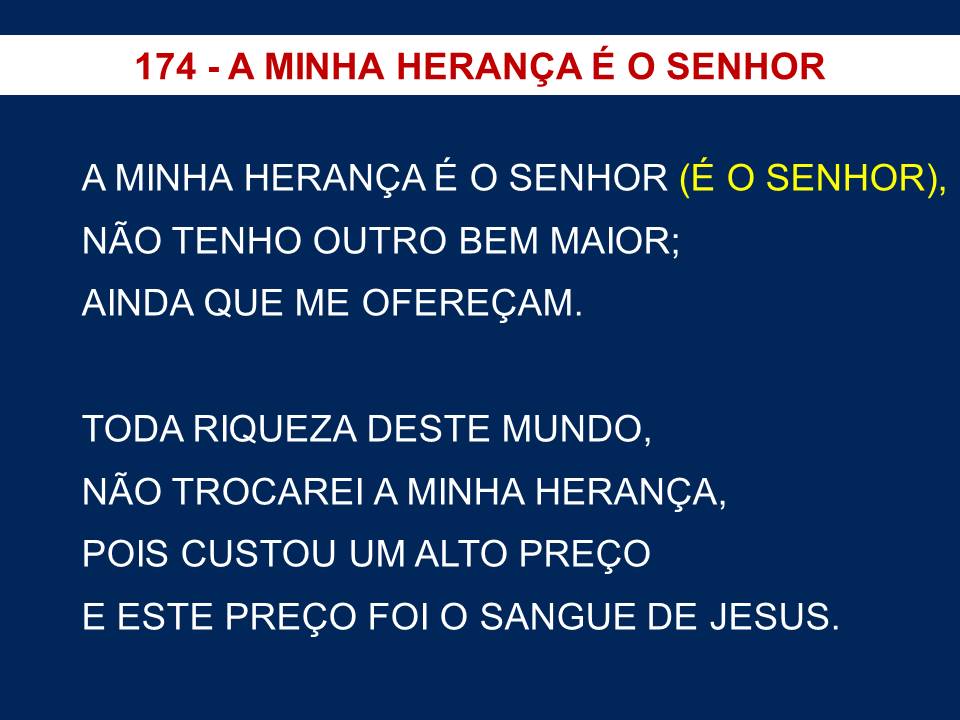 174 - A MINHA HERANÇA É O SENHOR
A MINHA HERANÇA É O SENHOR (É O SENHOR),
NÃO TENHO OUTRO BEM MAIOR;
AINDA QUE ME OFEREÇAM.
TODA RIQUEZA DESTE MUNDO,
NÃO TROCAREI A MINHA HERANÇA,
POIS CUSTOU UM ALTO PREÇO
E ESTE PREÇO FOI O SANGUE DE JESUS.